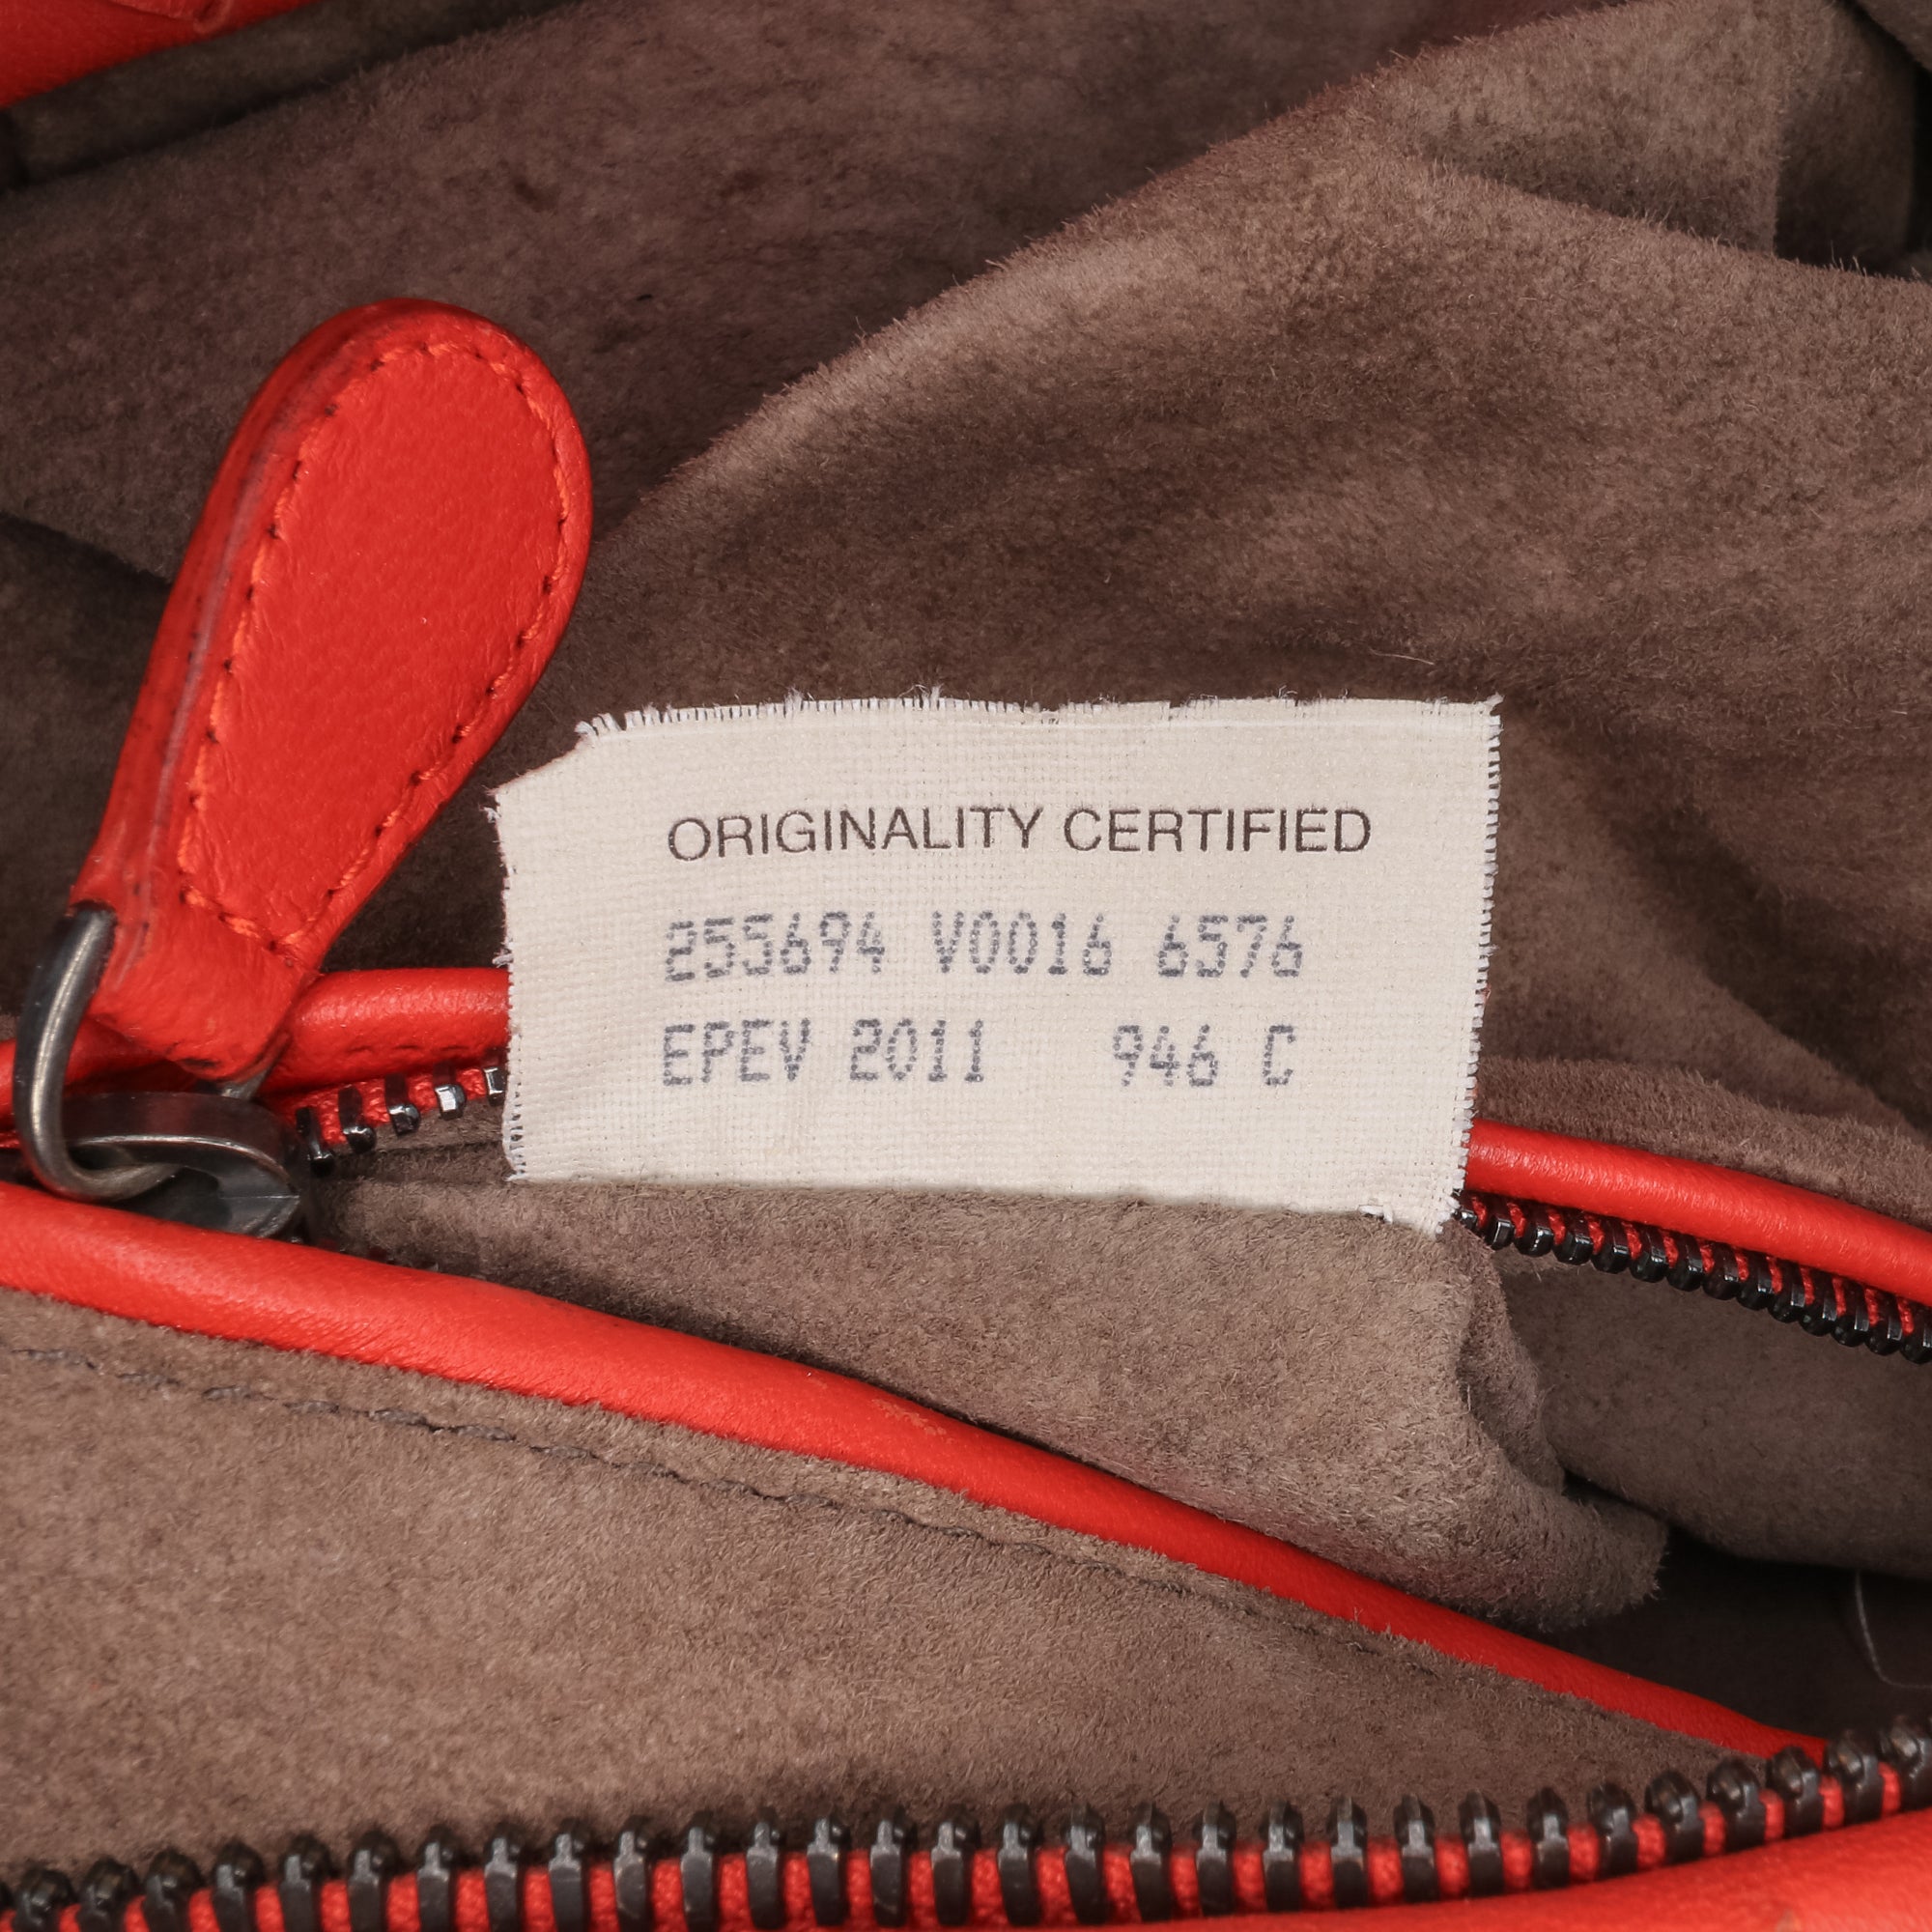 ORIGINALITY CERTIFIED
255694 V0016 6576
EPEV 2011 946 C